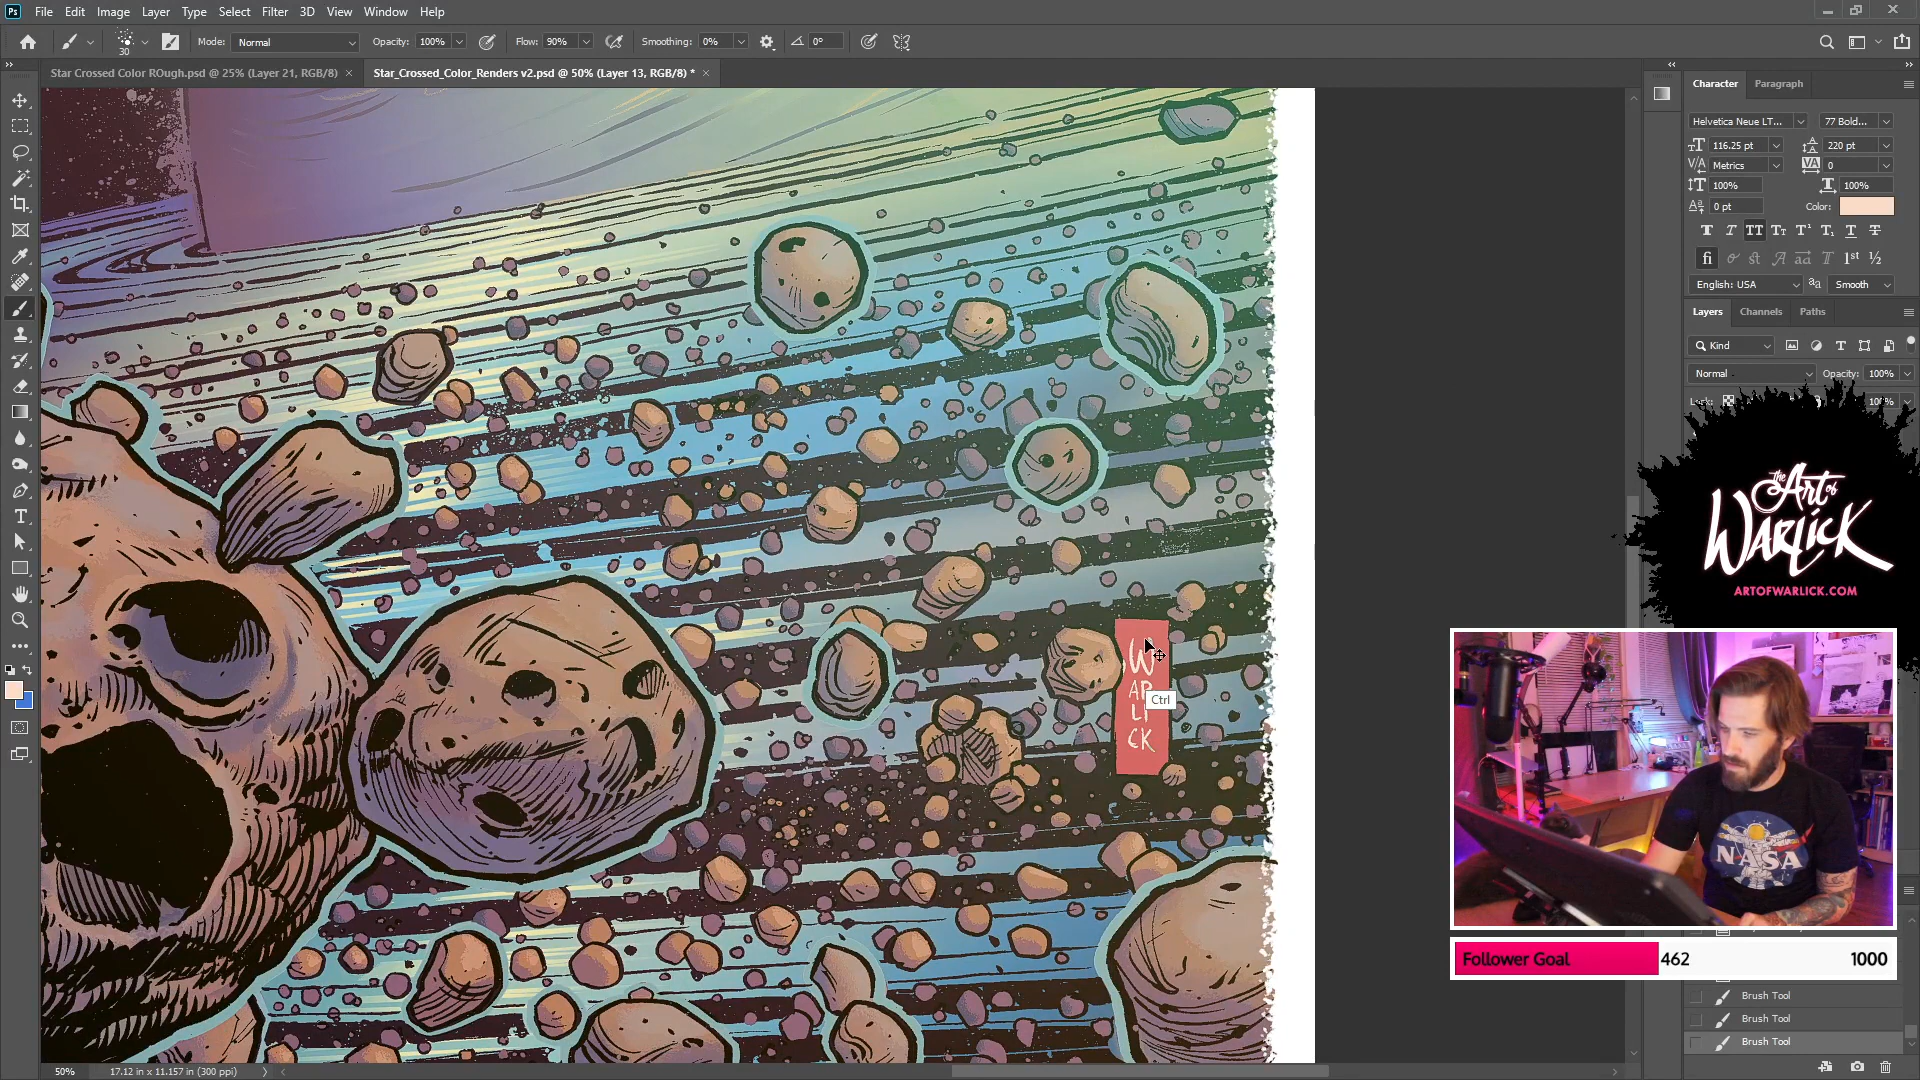 Ps File Edit Image Layer Type Select Filter 3D View Window Help
30 Mode: Normal Opacity: 100% Flow: 90% Smoothing: 0% 0°
Star Crossed Color ROugh.psd @ 25% (Layer 21, RGB/8) × Star_Crossed_Color_Renders v2.psd @ 50% (Layer 13, RGB/8) * ×
Character Paragraph
Helvetica Neue LT... 77 Bold...
116.25 pt 220 pt
Metrics 0
100% 100%
0 pt Color:
English: USA Smooth
Layers Channels Paths
Kind
Normal Opacity: 100%
100%
the Art of
WARLICK
ARTOFWARLICK.COM
W
AR
LI
CK
Ctrl
NASA
Follower Goal 462 1000
Brush Tool
Brush Tool
Brush Tool
50% 17.12 in x 11.157 in (300 ppi)